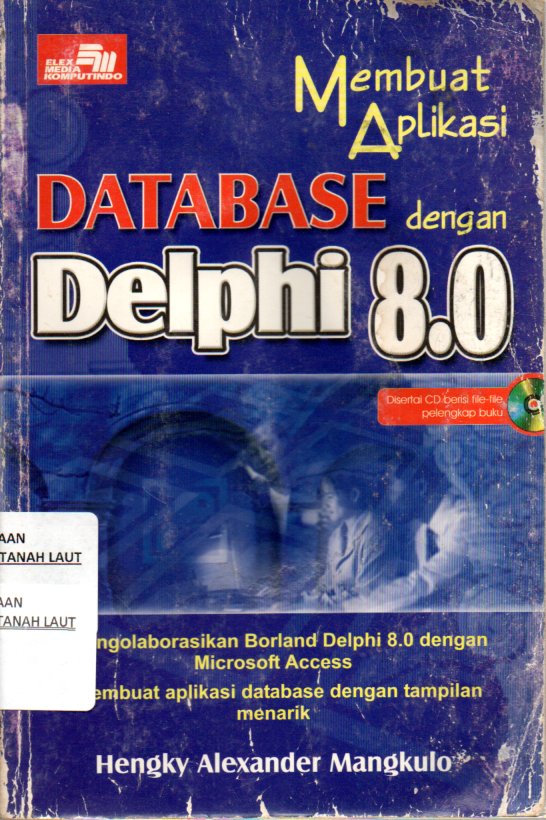 ELEX
MEDIA
KOMPUTINDO
Membuat
Aplikasi
DATABASE dengan
Delphi 8.0
Disertai CD berisi file-file
pelengkap buku
AAN
TANAH LAUT
AAN
TANAH LAUT
ngolaborasikan Borland Delphi 8.0 dengan
Microsoft Access
embuat aplikasi database dengan tampilan
menarik
Hengky Alexander Mangkulo